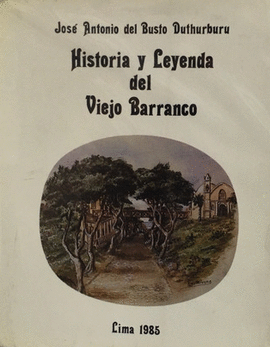 José Antonio del Busto Duthurburu
Historia y Leyenda
del
Viejo Barranco
Lima 1985